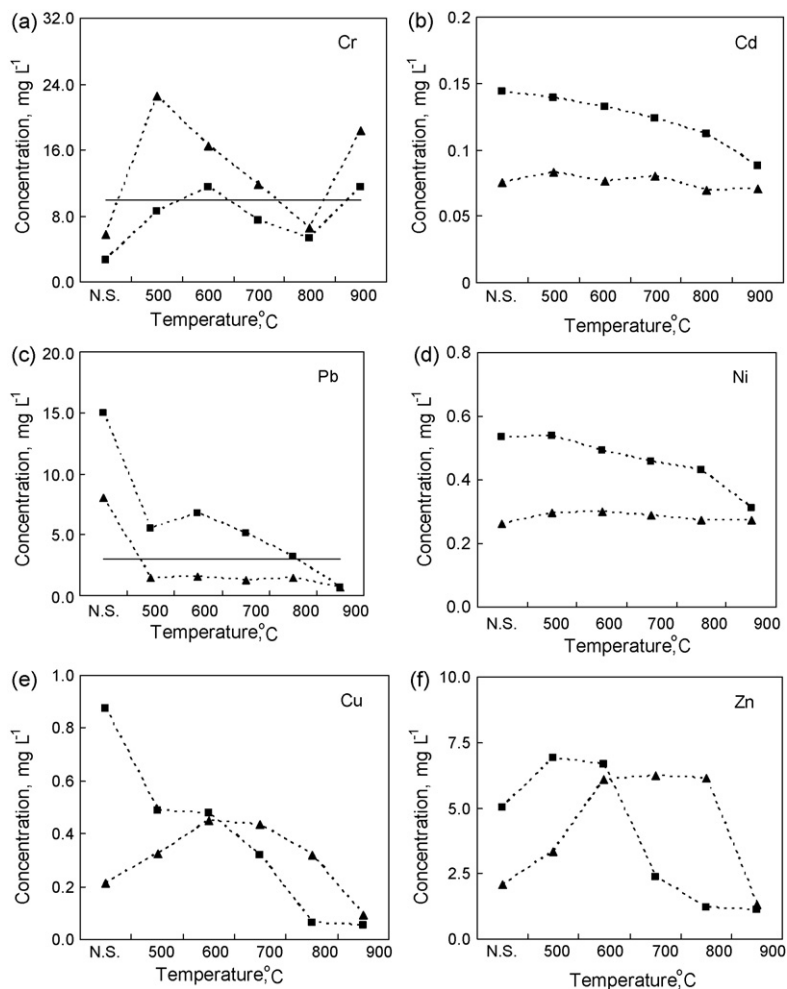 (a)
Cr
Concentration, mg L⁻¹
32.0
24.0
16.0
8.0
0.0
N.S. 500 600 700 800 900
Temperature,°C
(b)
Cd
Concentration, mg L⁻¹
0.2
0.15
0.1
0.05
0
N.S. 500 600 700 800 900
Temperature,°C
(c)
Pb
Concentration, mg L⁻¹
20.0
15.0
10.0
5.0
0.0
N.S. 500 600 700 800 900
Temperature,°C
(d)
Ni
Concentration, mg L⁻¹
0.8
0.6
0.4
0.2
0.0
N.S. 500 600 700 800 900
Temperature,°C
(e)
Cu
Concentration, mg L⁻¹
1.0
0.8
0.6
0.4
0.2
0.0
N.S. 500 600 700 800 900
Temperature,°C
(f)
Zn
Concentration, mg L⁻¹
10.0
7.5
5.0
2.5
0.0
N.S. 500 600 700 800 900
Temperature,°C